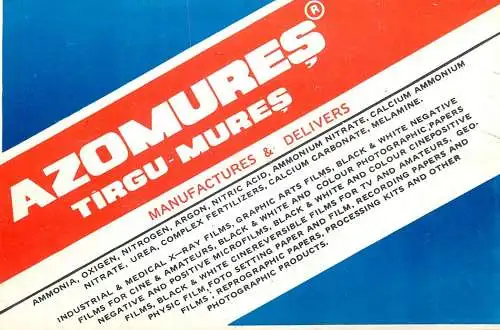 AZOMUREȘ®
TÎRGU-MUREȘ
MANUFACTURES & DELIVERS
AMMONIA, OXIGEN, NITROGEN, ARGON, NITRIC ACID, AMMONIUM NITRATE, CALCIUM AMMONIUM
NITRATE, UREA, COMPLEX FERTILIZERS, CALCIUM CARBONATE, MELAMINE.
INDUSTRIAL & MEDICAL X-RAY FILMS, GRAPHIC ARTS FILMS, BLACK & WHITE NEGATIVE
FILMS FOR CINE & AMATEURS, BLACK & WHITE AND COLOUR PHOTOGRAPHIC, PAPERS
NEGATIVE AND POSITIVE MICROFILMS, BLACK & WHITE AND COLOUR CINEPOSITIVE
FILMS, BLACK & WHITE CINEREVERSIBLE FILMS FOR TV AND AMATEURS, GEO-
PHYSIC FILM, FOTO SETTING PAPER AND FILM, RECORDING PAPERS AND
FILMS, REPROGRAPHIC PAPERS, PROCESSING KITS AND OTHER
PHOTOGRAPHIC PRODUCTS.